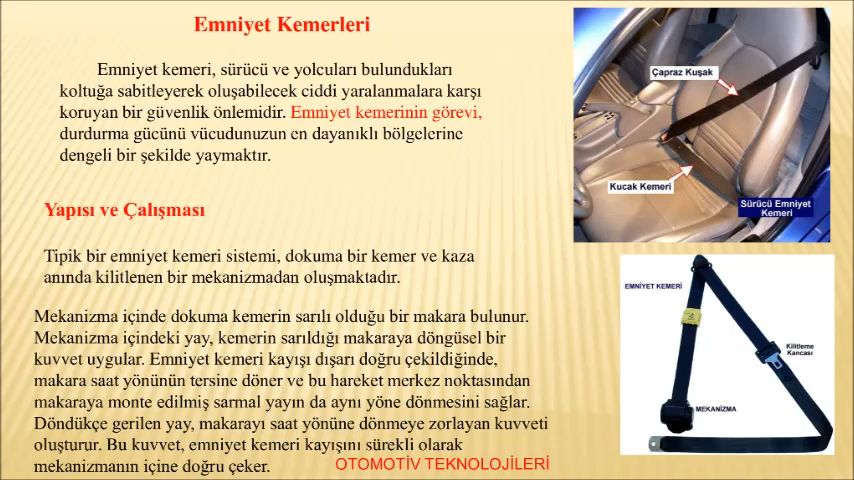 Emniyet Kemerleri
Emniyet kemeri, sürücü ve yolcuları bulundukları
koltuğa sabitleyerek oluşabilecek ciddi yaralanmalara karşı
koruyan bir güvenlik önlemidir. Emniyet kemerinin görevi,
durdurma gücünü vücudunuzun en dayanıklı bölgelerine
dengeli bir şekilde yaymaktır.
Yapısı ve Çalışması
Tipik bir emniyet kemeri sistemi, dokuma bir kemer ve kaza
anında kilitlenen bir mekanizmadan oluşmaktadır.
Mekanizma içinde dokuma kemerin sarılı olduğu bir makara bulunur.
Mekanizma içindeki yay, kemerin sarıldığı makaraya döngüsel bir
kuvvet uygular. Emniyet kemeri kayışı dışarı doğru çekildiğinde,
makara saat yönünün tersine döner ve bu hareket merkez noktasından
makaraya monte edilmiş sarmal yayın da aynı yöne dönmesini sağlar.
Döndükçe gerilen yay, makarayı saat yönüne dönmeye zorlayan kuvveti
oluşturur. Bu kuvvet, emniyet kemeri kayışını sürekli olarak
mekanizmanın içine doğru çeker.
OTOMOTİV TEKNOLOJİLERİ
Çapraz Kuşak
Kucak Kemeri
Sürücü Emniyet
Kemeri
EMNİYET KEMERİ
Kilitleme
Kancası
MEKANİZMA